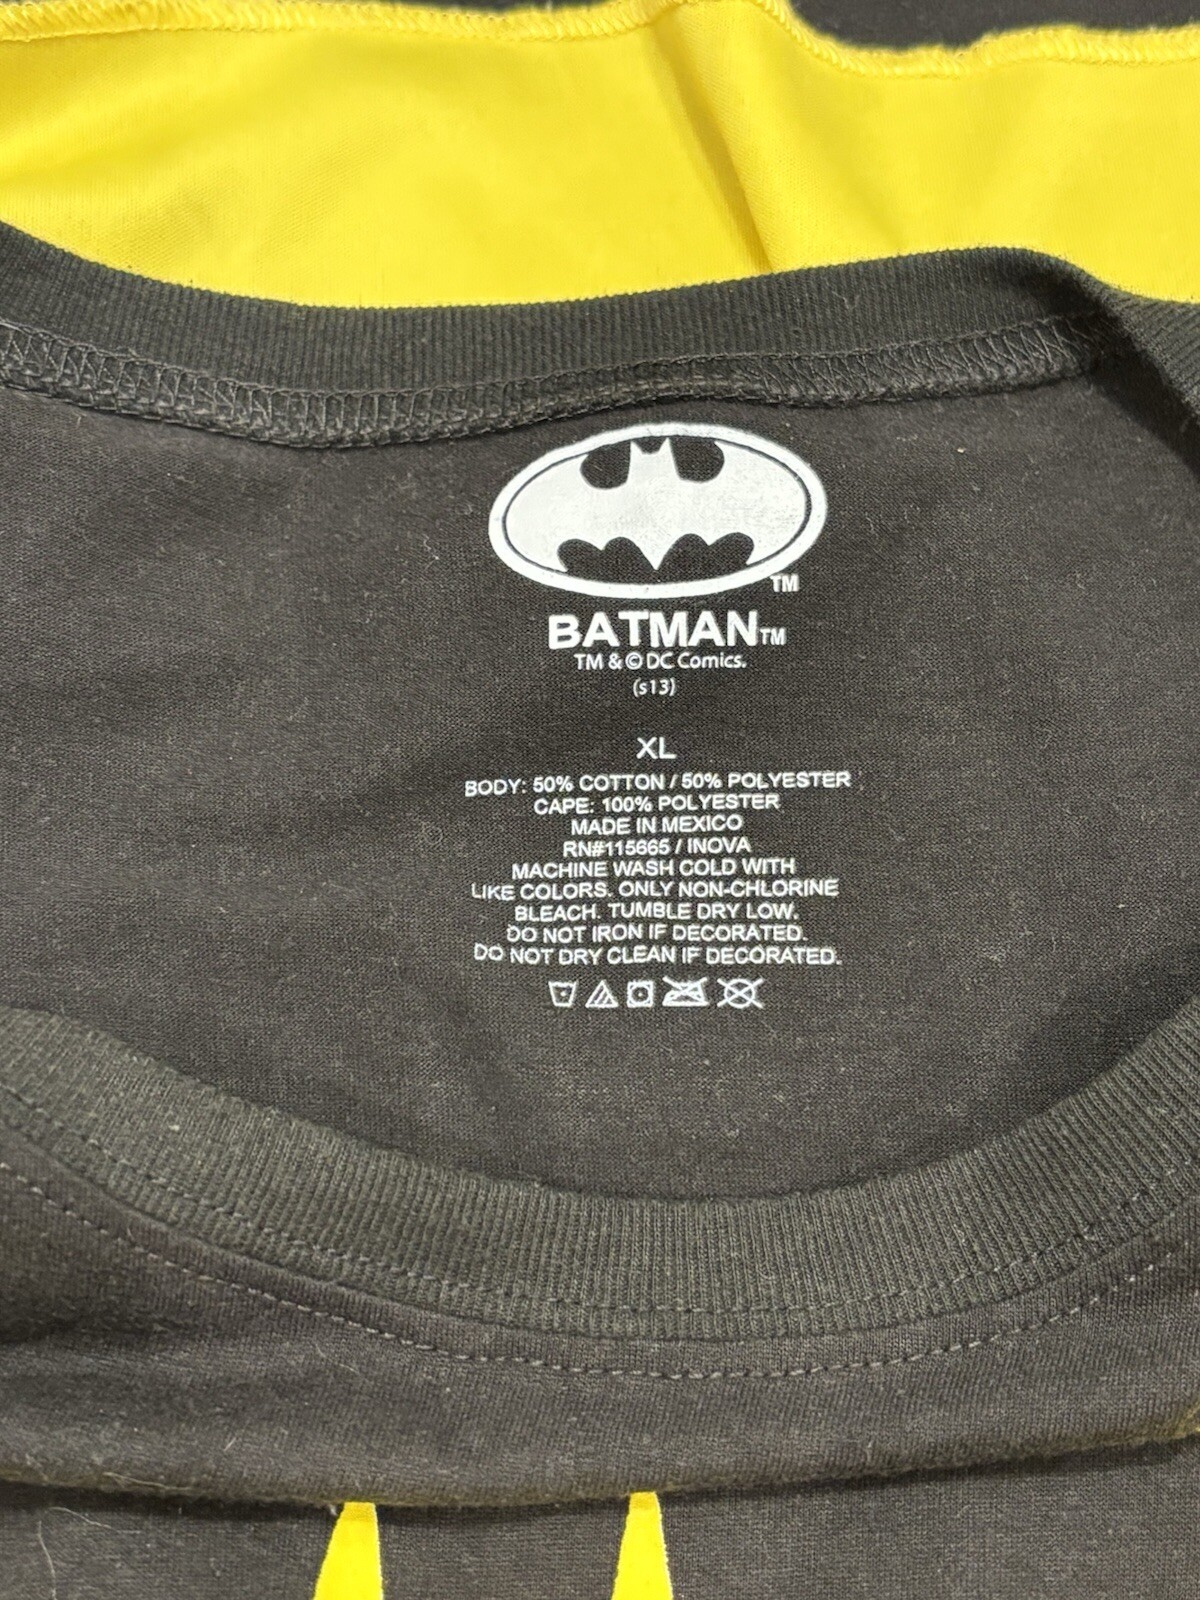 TM
BATMAN TM
TM & © DC Comics.
(s13)
XL
BODY: 50% COTTON / 50% POLYESTER
CAPE: 100% POLYESTER
MADE IN MEXICO
RN#115665 / INOVA
MACHINE WASH COLD WITH
LIKE COLORS. ONLY NON-CHLORINE
BLEACH. TUMBLE DRY LOW.
DO NOT IRON IF DECORATED.
DO NOT DRY CLEAN IF DECORATED.